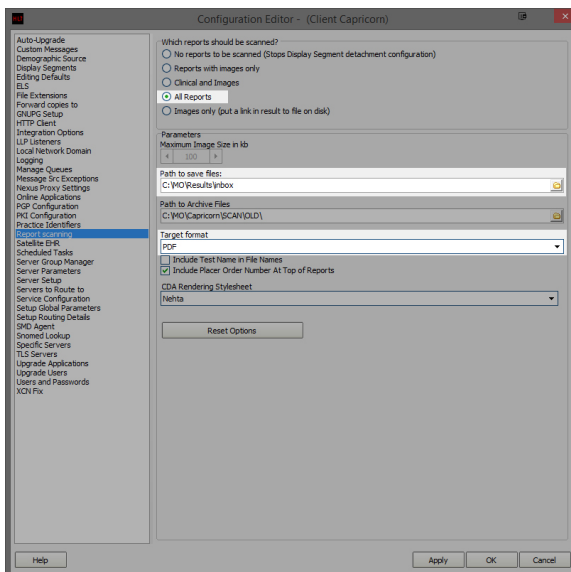 Configuration Editor - (Client Capricorn)
Auto-Upgrade
Custom Messages
Demographic Source
Display Segments
Editing Defaults
ELS
File Extensions
Forward copies to
GNUPG Setup
HTTP Client
Integration Options
LLP Listeners
Local Network Domain
Logging
Manage Queues
Message Src Exceptions
Nexus Proxy Settings
Online Applications
PGP Configuration
PKI Configuration
Practice Identifiers
Report scanning
Satellite EHR
Scheduled Tasks
Server Group Manager
Server Parameters
Server Setup
Servers to Route to
Service Configuration
Setup Global Parameters
Setup Routing Details
SMD Agent
Snomed Lookup
Specific Servers
TLS Servers
Upgrade Applications
Upgrade Users
Users and Passwords
XCN Fix
Which reports should be scanned?
No reports to be scanned (Stops Display Segment detachment configuration)
Reports with images only
Clinical and Images
All Reports
Images only (put a link in result to file on disk)
Parameters
Maximum Image Size in kb
100
Path to save files:
C:\MO\Results\inbox
Path to Archive Files
C:\MO\Capricorn\SCAN\OLD\
Target format
PDF
Include Test Name in File Names
Include Placer Order Number At Top of Reports
CDA Rendering Stylesheet
Nehta
Reset Options
Help
Apply
OK
Cancel